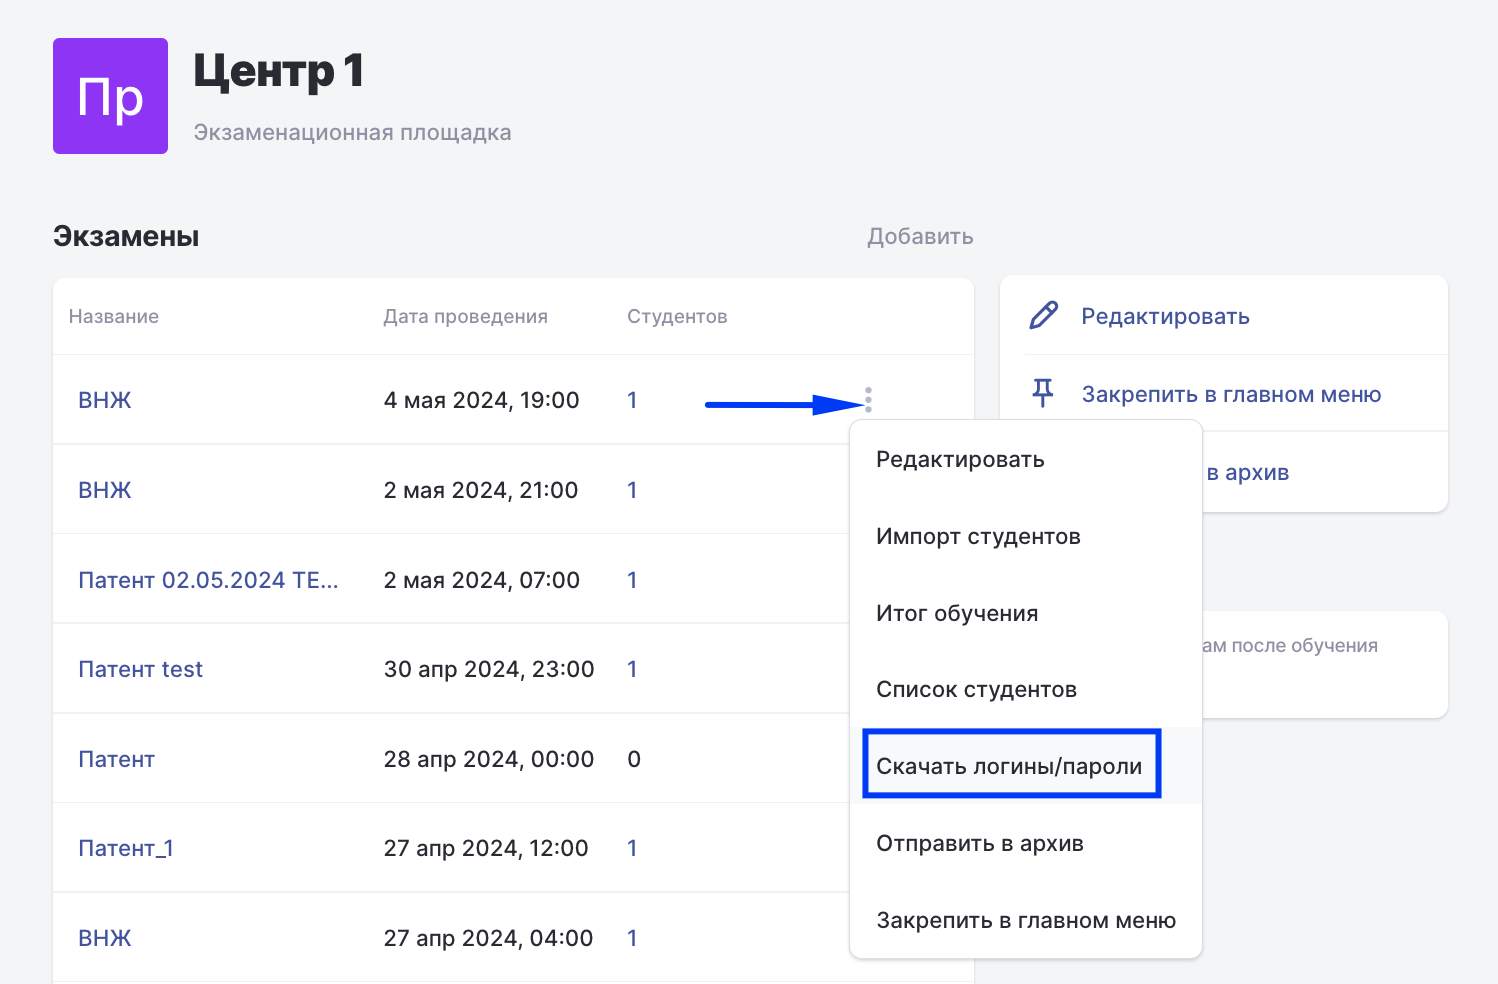 Пр
Центр 1
Экзаменационная площадка
Экзамены
Добавить
Название Дата проведения Студентов
ВНЖ 4 мая 2024, 19:00 1
ВНЖ 2 мая 2024, 21:00 1
Патент 02.05.2024 TE... 2 мая 2024, 07:00 1
Патент test 30 апр 2024, 23:00 1
Патент 28 апр 2024, 00:00 0
Патент_1 27 апр 2024, 12:00 1
ВНЖ 27 апр 2024, 04:00 1
Редактировать
Импорт студентов
Итог обучения
Список студентов
Скачать логины/пароли
Отправить в архив
Закрепить в главном меню
Редактировать
Закрепить в главном меню
в архив
ам после обучения